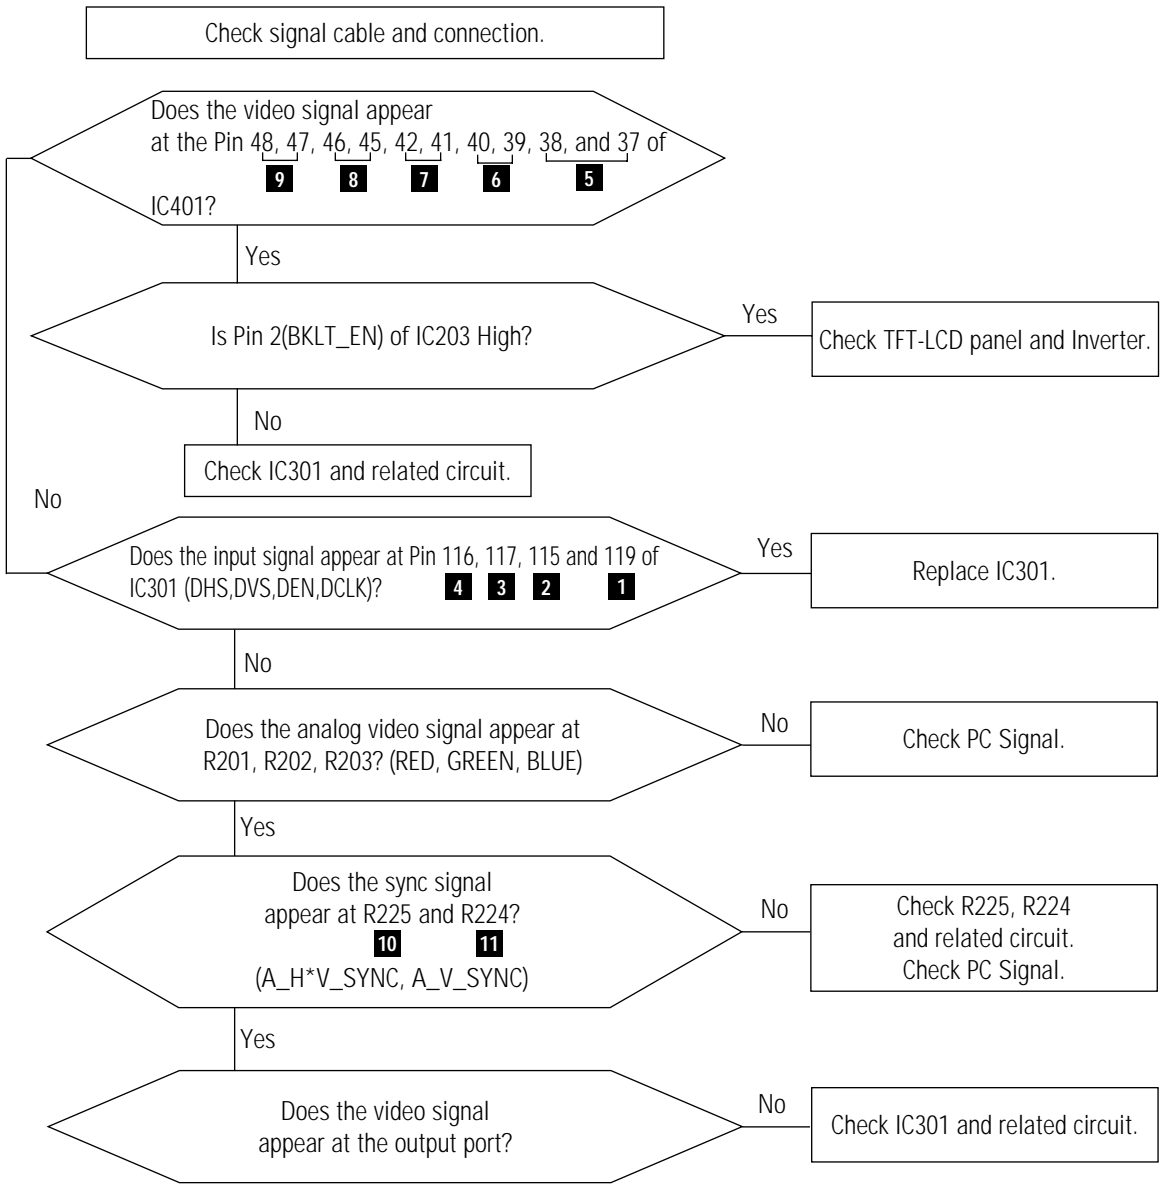 Check signal cable and connection.
Does the video signal appear
at the Pin 48, 47, 46, 45, 42, 41, 40, 39, 38, and 37 of
9 8 7 6 5
IC401?
Yes
Is Pin 2(BKLT_EN) of IC203 High?
Yes
Check TFT-LCD panel and Inverter.
No
Check IC301 and related circuit.
No
Does the input signal appear at Pin 116, 117, 115 and 119 of
IC301 (DHS,DVS,DEN,DCLK)?
4 3 2 1
Yes
Replace IC301.
No
Does the analog video signal appear at
R201, R202, R203? (RED, GREEN, BLUE)
No
Check PC Signal.
Yes
Does the sync signal
appear at R225 and R224?
10 11
(A_H*V_SYNC, A_V_SYNC)
No
Check R225, R224
and related circuit.
Check PC Signal.
Yes
Does the video signal
appear at the output port?
No
Check IC301 and related circuit.